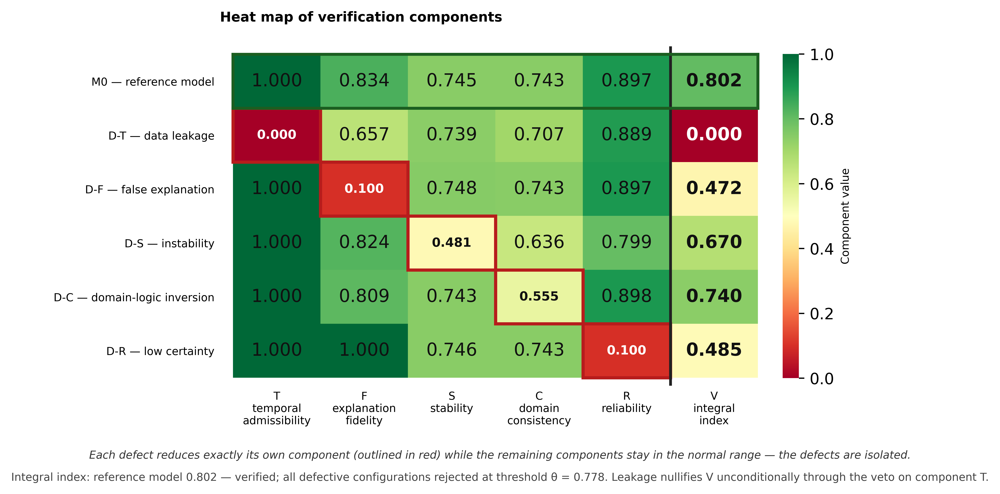 Heat map of verification components
M0 — reference model 1.000 0.834 0.745 0.743 0.897 0.802
D-T — data leakage 0.000 0.657 0.739 0.707 0.889 0.000
D-F — false explanation 1.000 0.100 0.748 0.743 0.897 0.472
D-S — instability 1.000 0.824 0.481 0.636 0.799 0.670
D-C — domain-logic inversion 1.000 0.809 0.743 0.555 0.898 0.740
D-R — low certainty 1.000 1.000 0.746 0.743 0.100 0.485
T
temporal
admissibility
F
explanation
fidelity
S
stability
C
domain
consistency
R
reliability
V
integral
index
1.0
0.8
0.6
0.4
0.2
0.0
Component value
Each defect reduces exactly its own component (outlined in red) while the remaining components stay in the normal range — the defects are isolated.
Integral index: reference model 0.802 — verified; all defective configurations rejected at threshold θ = 0.778. Leakage nullifies V unconditionally through the veto on component T.